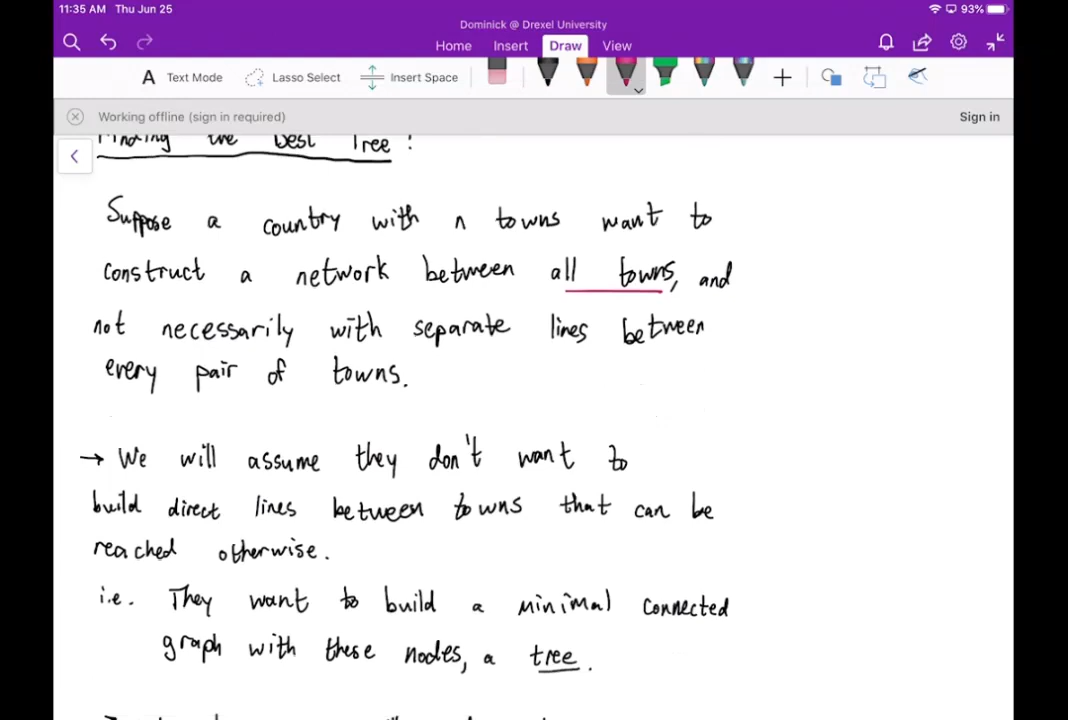 11:35 AM Thu Jun 25
93%
Dominick @ Drexel University
Home Insert Draw View
Text Mode Lasso Select Insert Space
Working offline (sign in required) Sign in
Finding the best Tree:
Suppose a country with n towns want to
construct a network between all towns, and
not necessarily with separate lines between
every pair of towns.
→ We will assume they don't want to
build direct lines between towns that can be
reached otherwise.
i.e. They want to build a minimal connected
graph with these nodes, a tree.